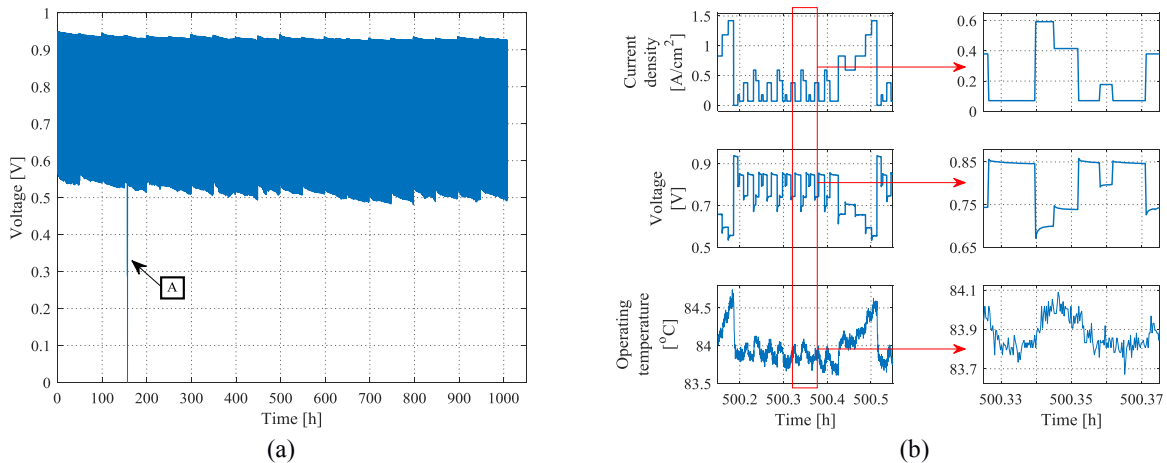 1
0.9
0.8
0.7
0.6
0.5
0.4
0.3
0.2
0.1
0
Voltage [V]
A
0 100 200 300 400 500 600 700 800 900 1000
Time [h]
(a)
Current
density
[A/cm²]
1.5
1
0.5
0
0.6
0.4
0.2
0
Voltage
[V]
0.9
0.7
0.5
0.85
0.75
0.65
Operating
temperature
[°C]
84.5
84
83.5
84.1
83.9
83.7
500.2 500.3 500.4 500.5
Time [h]
500.33 500.35 500.37
Time [h]
(b)